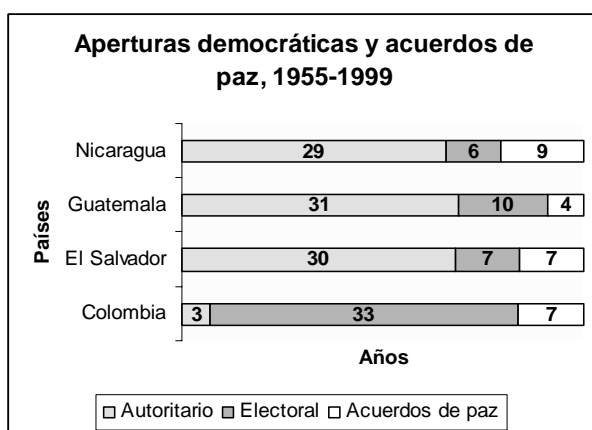 Aperturas democráticas y acuerdos de
paz, 1955-1999
Países
Nicaragua 29 6 9
Guatemala 31 10 4
El Salvador 30 7 7
Colombia 3 33 7
Años
Autoritario Electoral Acuerdos de paz